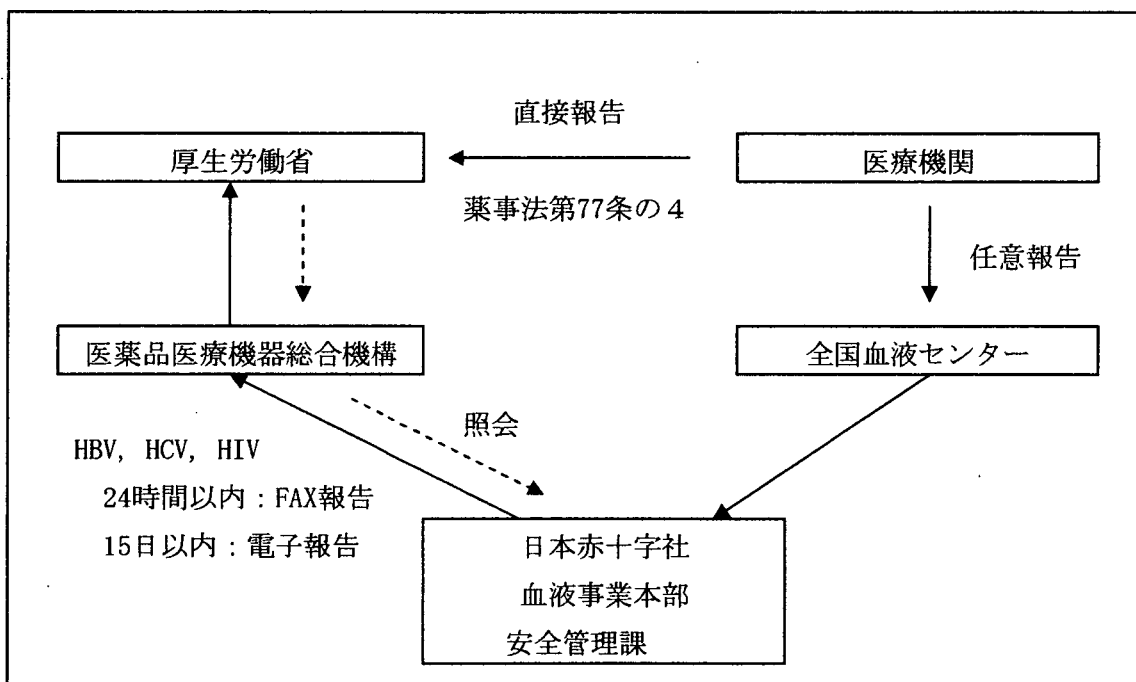 直接報告
厚生労働省
医療機関
薬事法第77条の４
任意報告
医薬品医療機器総合機構
全国血液センター
照会
HBV, HCV, HIV
24時間以内：FAX報告
15日以内：電子報告
日本赤十字社
血液事業本部
安全管理課